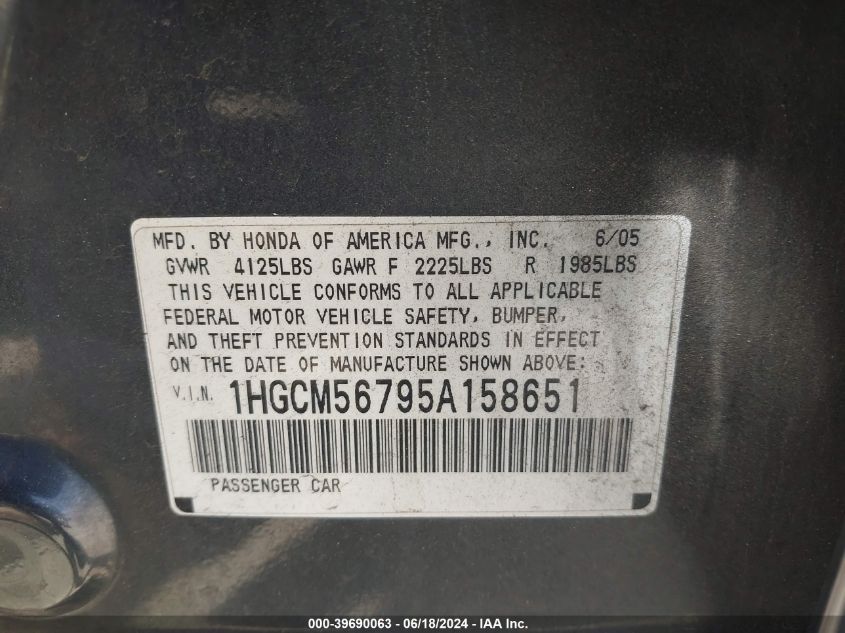 MFD. BY HONDA OF AMERICA MFG., INC. 6/05
GVWR 4125LBS GAWR F 2225LBS R 1985LBS
THIS VEHICLE CONFORMS TO ALL APPLICABLE
FEDERAL MOTOR VEHICLE SAFETY, BUMPER,
AND THEFT PREVENTION STANDARDS IN EFFECT
ON THE DATE OF MANUFACTURE SHOWN ABOVE:
V.I.N. 1HGCM56795A158651
PASSENGER CAR
000-39690063 - 06/18/2024 - IAA Inc.